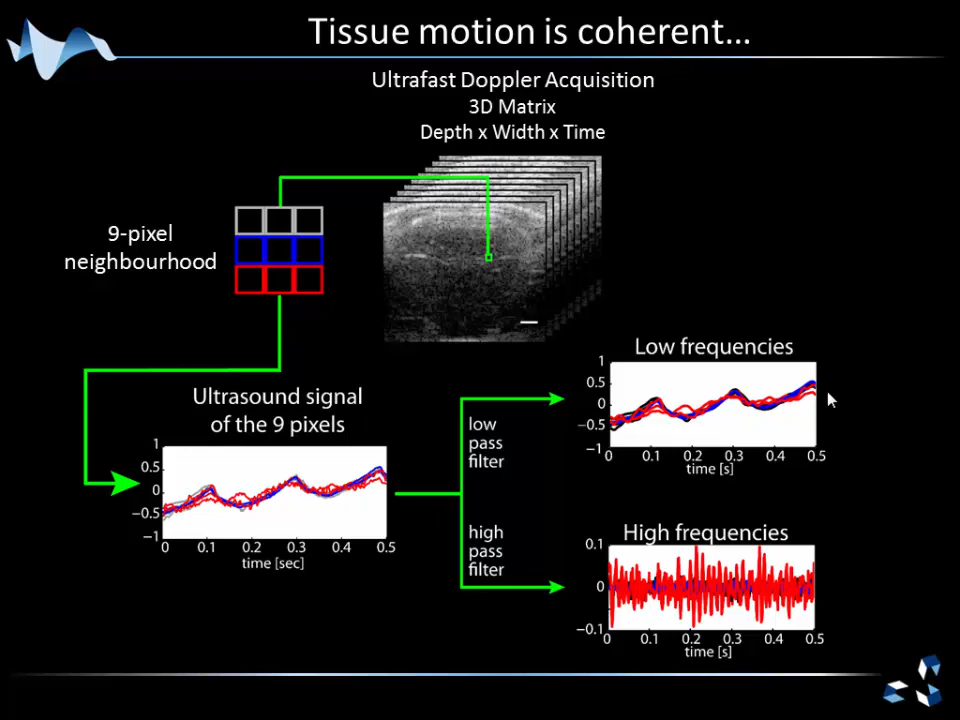 Tissue motion is coherent…
Ultrafast Doppler Acquisition
3D Matrix
Depth x Width x Time
9-pixel
neighbourhood
Ultrasound signal
of the 9 pixels
1
0.5
0
−0.5
−1
0 0.1 0.2 0.3 0.4 0.5
time [sec]
low
pass
filter
high
pass
filter
Low frequencies
1
0.5
0
−0.5
−1
0 0.1 0.2 0.3 0.4 0.5
time [s]
High frequencies
0.1
0
−0.1
0 0.1 0.2 0.3 0.4 0.5
time [s]